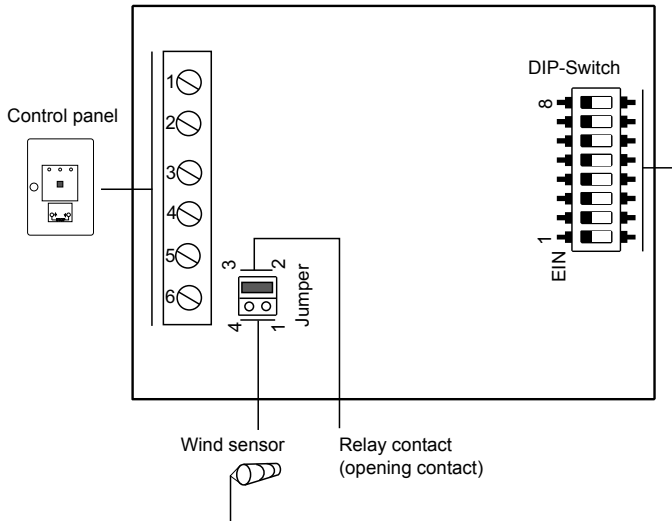 DIP-Switch
Control panel
1
2
3
4
5
6
8
1
EIN
3
2
4
1
Jumper
Wind sensor
Relay contact
(opening contact)